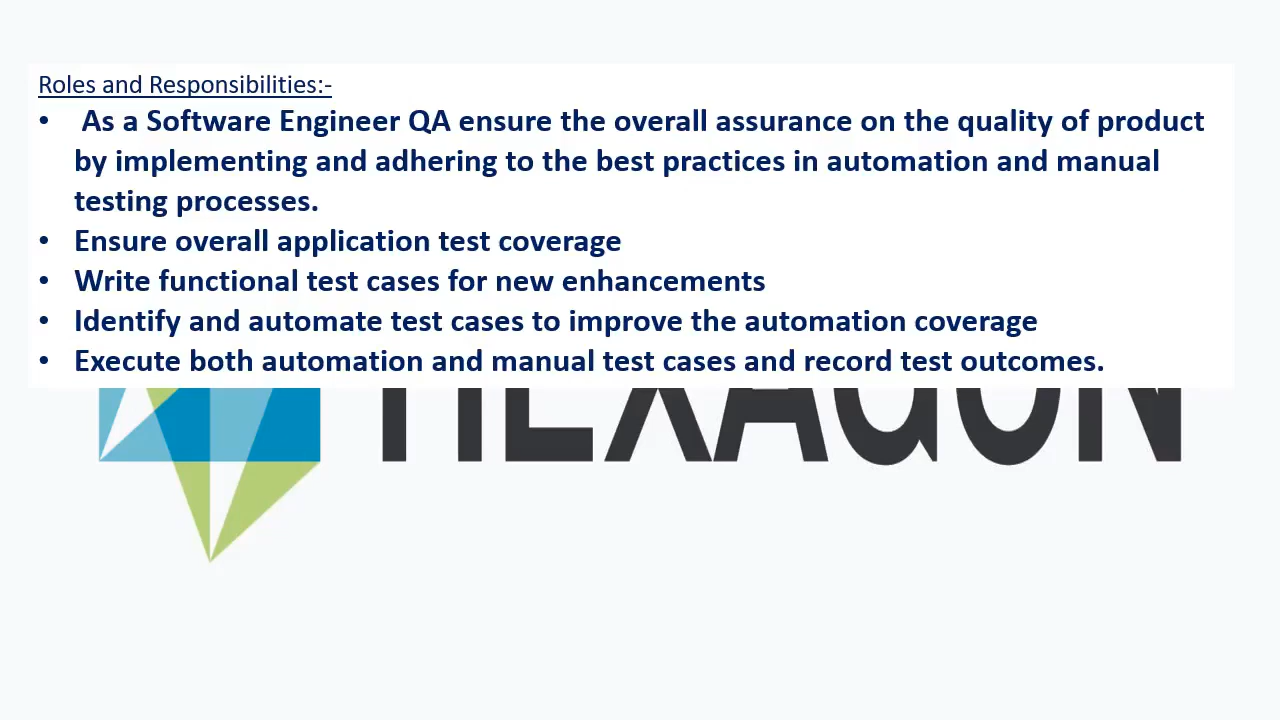 Roles and Responsibilities:-
• As a Software Engineer QA ensure the overall assurance on the quality of product
by implementing and adhering to the best practices in automation and manual
testing processes.
• Ensure overall application test coverage
• Write functional test cases for new enhancements
• Identify and automate test cases to improve the automation coverage
• Execute both automation and manual test cases and record test outcomes.
HEXAGON